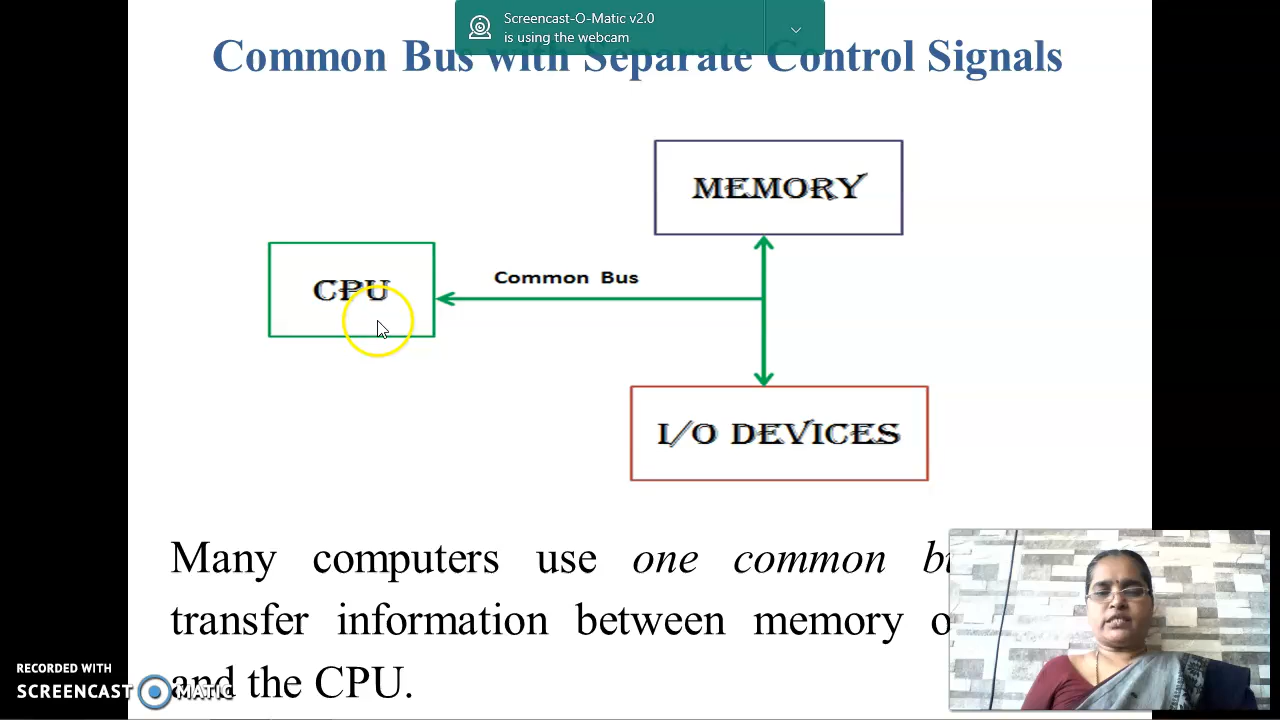 Screencast-O-Matic v2.0
is using the webcam
Common Bus with Separate Control Signals
MEMORY
Common Bus
CPU
I/O DEVICES
Many computers use one common
transfer information between memory
and the CPU.
RECORDED WITH
SCREENCAST MATIC